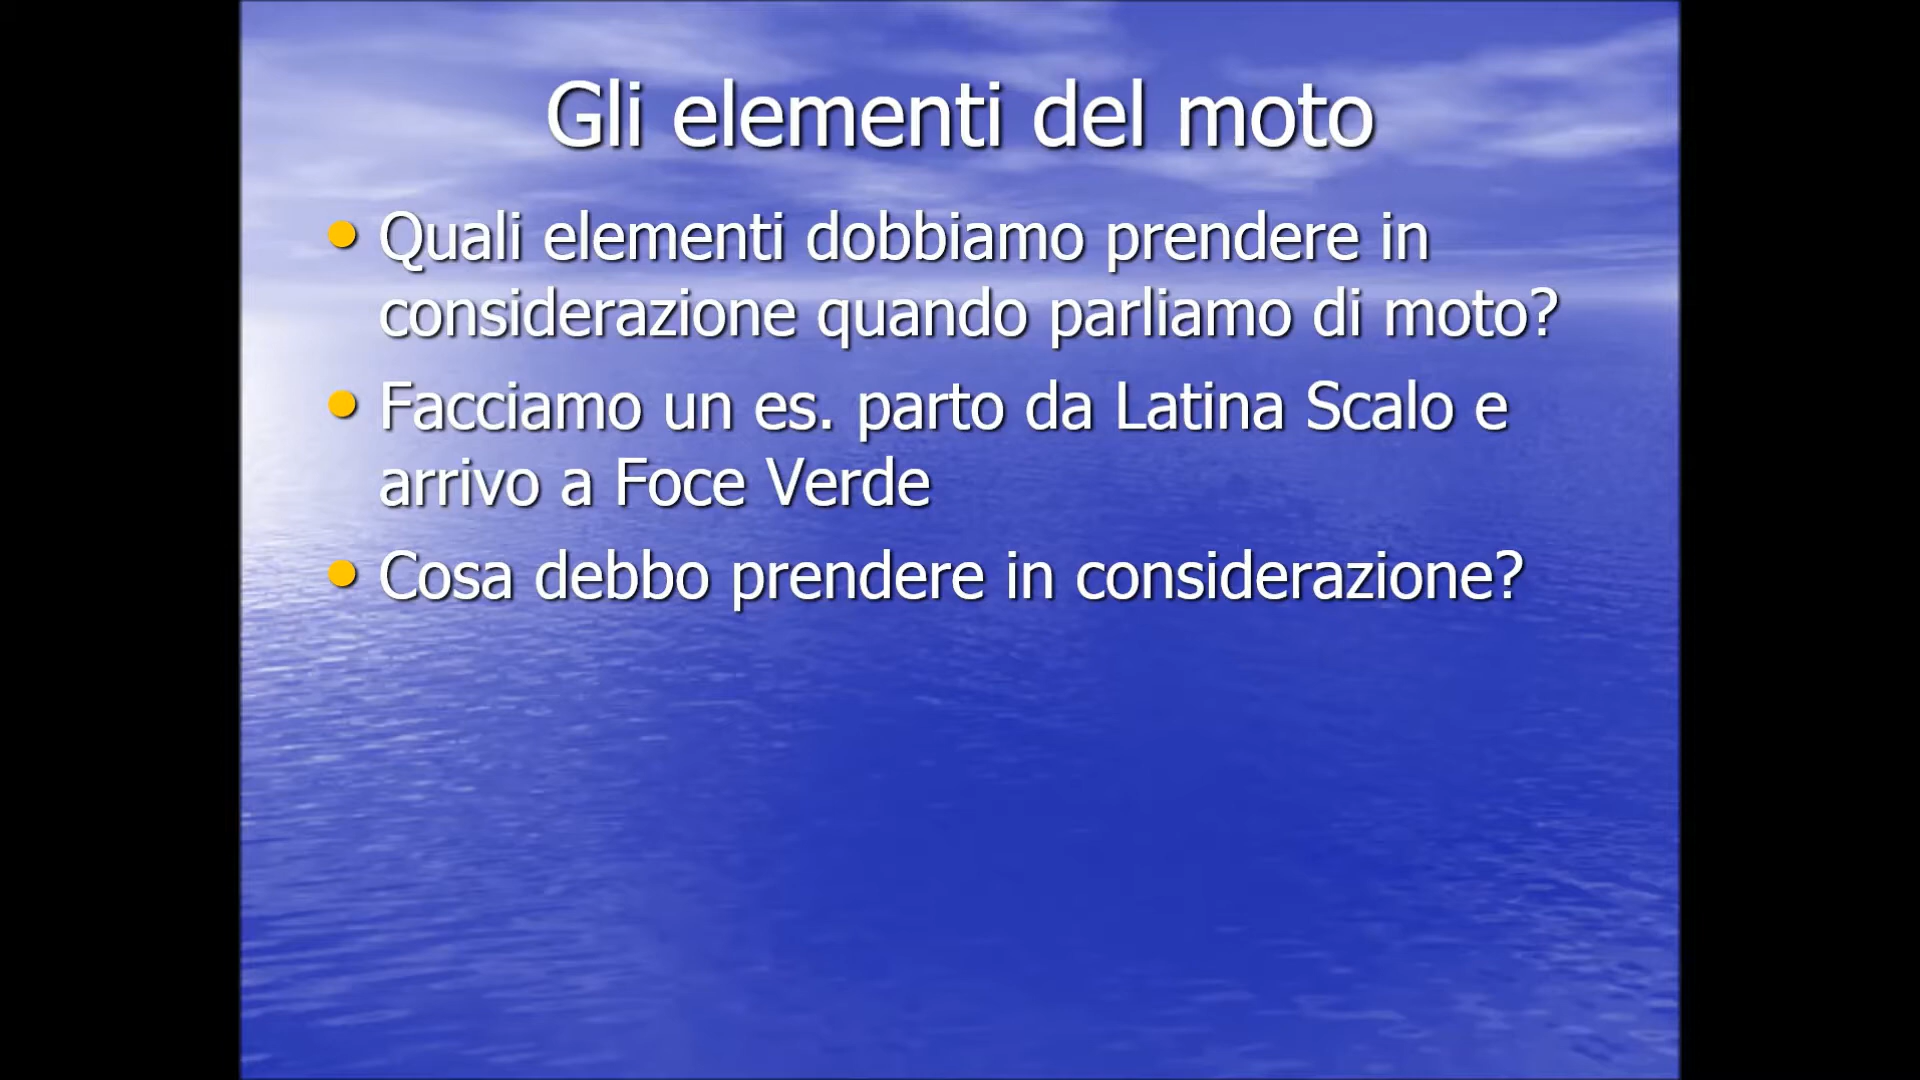 Gli elementi del moto
• Quali elementi dobbiamo prendere in
considerazione quando parliamo di moto?
• Facciamo un es. parto da Latina Scalo e
arrivo a Foce Verde
• Cosa debbo prendere in considerazione?